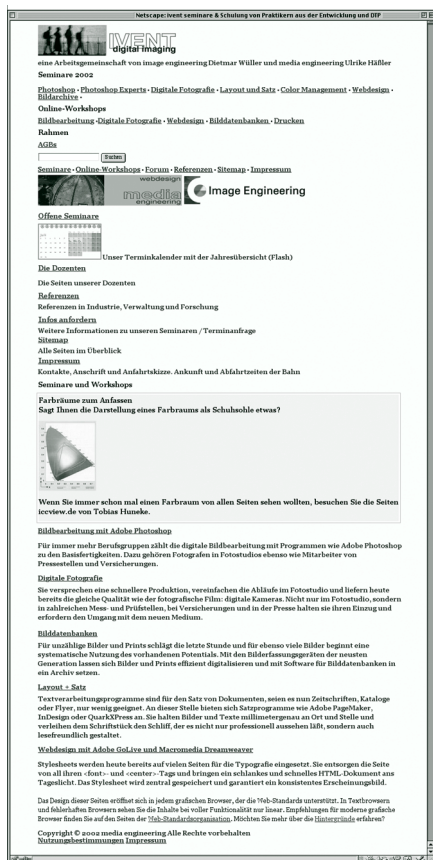 Netscape: ivent seminare & Schulung von Praktikern aus der Entwicklung und DTP
IVENT
digital imaging
eine Arbeitsgemeinschaft von image engineering Dietmar Wüller und media engineering Ulrike Häßler
Seminare 2002
Photoshop • Photoshop Experts • Digitale Fotografie • Layout und Satz • Color Management • Webdesign •
Bildarchive •
Online-Workshops
Bildbearbeitung •Digitale Fotografie • Webdesign • Bilddatenbanken • Drucken
Rahmen
AGBs
Suchen
Seminare • Online-Workshops • Forum • Referenzen • Sitemap • Impressum
webdesign
media
engineering
Image Engineering
Offene Seminare
Unser Terminkalender mit der Jahresübersicht (Flash)
Die Dozenten
Die Seiten unserer Dozenten
Referenzen
Referenzen in Industrie, Verwaltung und Forschung
Infos anfordern
Weitere Informationen zu unseren Seminaren / Terminanfrage
Sitemap
Alle Seiten im Überblick
Impressum
Kontakte, Anschrift und Anfahrtskizze. Ankunft und Abfahrtzeiten der Bahn
Seminare und Workshops
Farbräume zum Anfassen
Sagt Ihnen die Darstellung eines Farbraums als Schuhsohle etwas?
Wenn Sie immer schon mal einen Farbraum von allen Seiten sehen wollten, besuchen Sie die Seiten
iccview.de von Tobias Huneke.
Bildbearbeitung mit Adobe Photoshop
Für immer mehr Berufsgruppen zählt die digitale Bildbearbeitung mit Programmen wie Adobe Photoshop
zu den Basisfertigkeiten. Dazu gehören Fotografen in Fotostudios ebenso wie Mitarbeiter von
Pressestellen und Versicherungen.
Digitale Fotografie
Sie versprechen eine schnellere Produktion, vereinfachen die Abläufe im Fotostudio und liefern heute
bereits die gleiche Qualität wie der fotografische Film: digitale Kameras. Nicht nur im Fotostudio, sondern
in zahlreichen Mess- und Prüfstellen, bei Versicherungen und in der Presse halten sie ihren Einzug und
erfordern den Umgang mit dem neuen Medium.
Bilddatenbanken
Für unzählige Bilder und Prints schlägt die letzte Stunde und für ebenso viele Bilder beginnt eine
systematische Nutzung des vorhandenen Potentials. Mit den Bilderfassungsgeräten der neusten
Generation lassen sich Bilder und Prints effizient digitalisieren und mit Software für Bilddatenbanken in
ein Archiv setzen.
Layout + Satz
Textverarbeitungsprogramme sind für den Satz von Dokumenten, seien es nun Zeitschriften, Kataloge
oder Flyer, nur wenig geeignet. An dieser Stelle bieten sich Satzprogramme wie Adobe PageMaker,
InDesign oder QuarkXPress an. Sie halten Bilder und Texte millimetergenau an Ort und Stelle und
verleihen dem Schriftstück den Schliff, der es nicht nur professionell aussehen läßt, sondern auch
lesefreundlich gestaltet.
Webdesign mit Adobe GoLive und Macromedia Dreamweaver
Stylesheets werden heute bereits auf vielen Seiten für die Typografie eingesetzt. Sie entsorgen die Seite
von all ihren <font>- und <center>-Tags und bringen ein schlankes und schnelles HTML-Dokument ans
Tageslicht. Das Stylesheet wird zentral gespeichert und garantiert ein konsistentes Erscheinungsbild.
Das Design dieser Seiten eröffnet sich in jedem grafischen Browser, der die Web-Standards unterstützt. In Textbrowsern
und fehlerhaften Browsern sehen Sie die Inhalte bei voller Funktionalität nur linear. Empfehlungen für moderne grafische
Browser finden Sie auf den Seiten der Web-Standardsorganisation. Möchten Sie mehr über die Hintergründe erfahren?
Copyright © 2002 media engineering Alle Rechte vorbehalten
Nutzungsbestimmungen Impressum